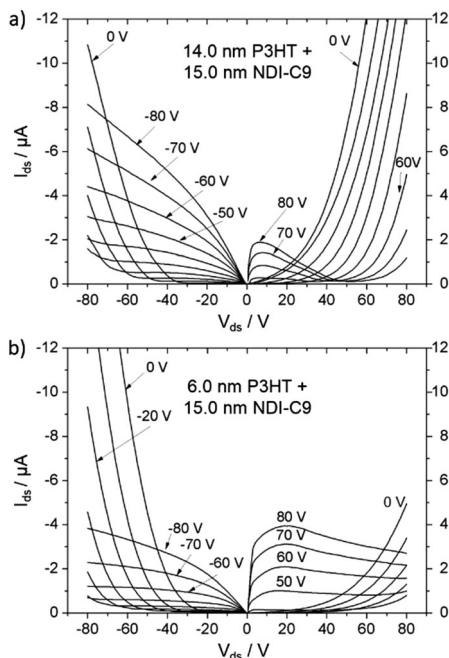 a)
-12 12
-10 10
-8 8
-6 6
-4 4
-2 2
0 0
I_ds / µA
0 V
14.0 nm P3HT +
15.0 nm NDI-C9
0 V
-80 V
-70 V
-60 V
-50 V
60V
80 V
70 V
-80 -60 -40 -20 0 20 40 60 80
V_ds / V
b)
-12 12
-10 10
-8 8
-6 6
-4 4
-2 2
0 0
I_ds / µA
0 V
-20 V
6.0 nm P3HT +
15.0 nm NDI-C9
-80 V
-70 V
-60 V
80 V
70 V
60 V
50 V
0 V
-80 -60 -40 -20 0 20 40 60 80
V_ds / V